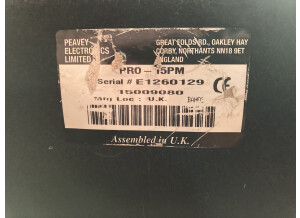 PEAVEY
ELECTRONICS
LIMITED
GREAT FOLDS RD., OAKLEY HAY
CORBY, NORTHANTS NN18 9ET
ENGLAND
PRO - 15PM
Serial # E1260129
15009080
Mfg Loc : U.K.
CE
Assembled in U.K.